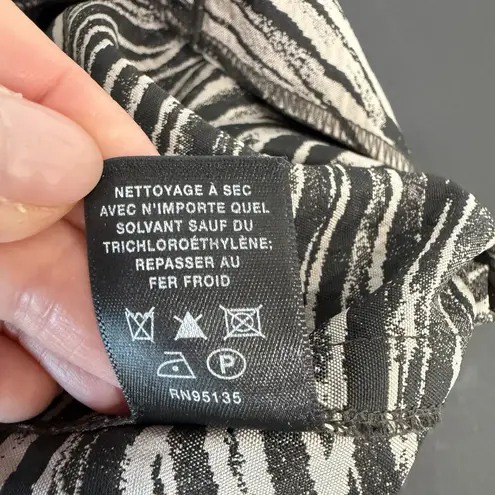 NETTOYAGE À SEC
AVEC N'IMPORTE QUEL
SOLVANT SAUF DU
TRICHLOROÉTHYLÈNE;
REPASSER AU
FER FROID
P
RN95135